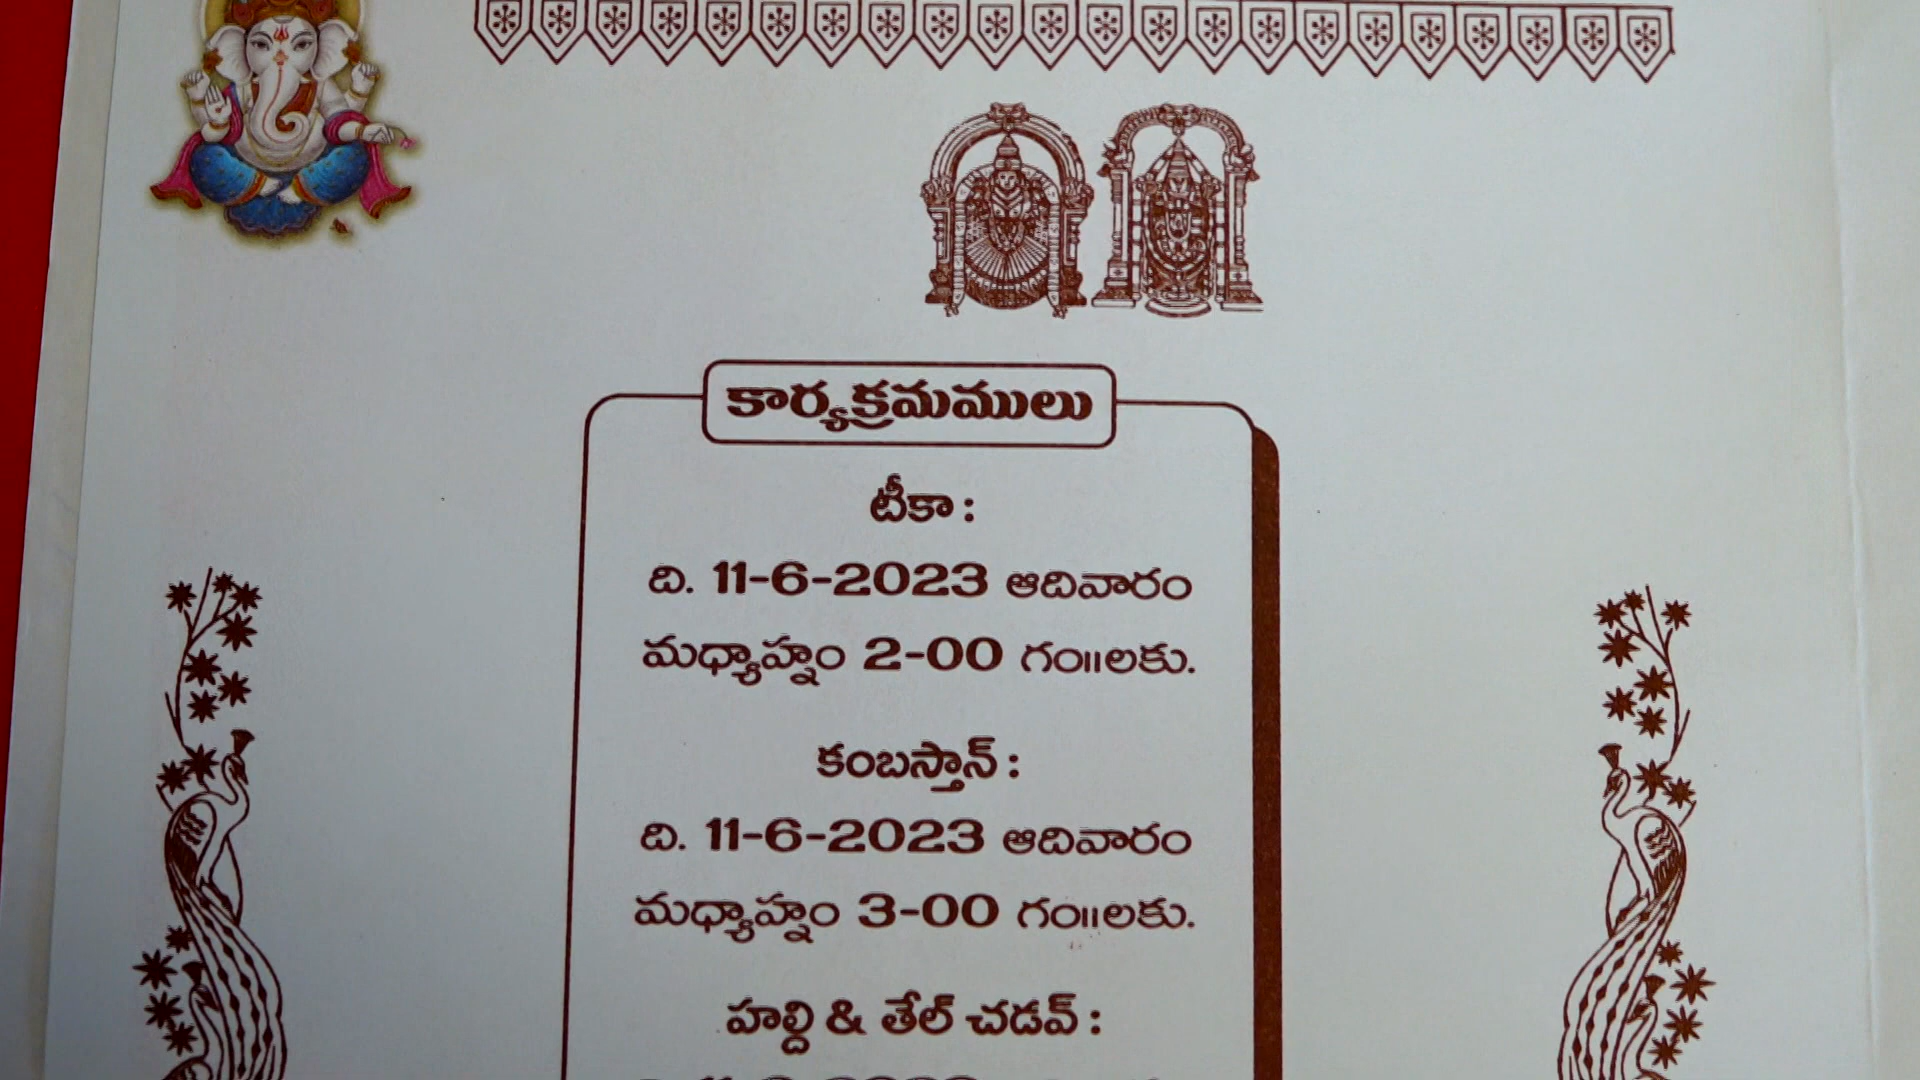 కార్యక్రమములు
టీకా :
ది. 11-6-2023 ఆదివారం
మధ్యాహ్నం 2-00 గం॥లకు.
కంబస్తాన్ :
ది. 11-6-2023 ఆదివారం
మధ్యాహ్నం 3-00 గం॥లకు.
హల్ది & తేల్ చడవ్ :